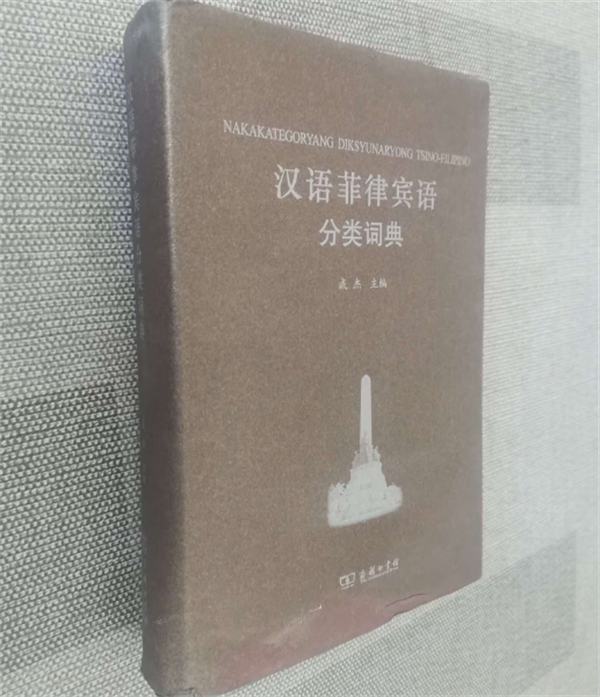 NAKAKATEGORYANG DIKSYUNARYONG TSINO-FILIPINO
汉语菲律宾语
分类词典
咸杰 主编
商务印书馆